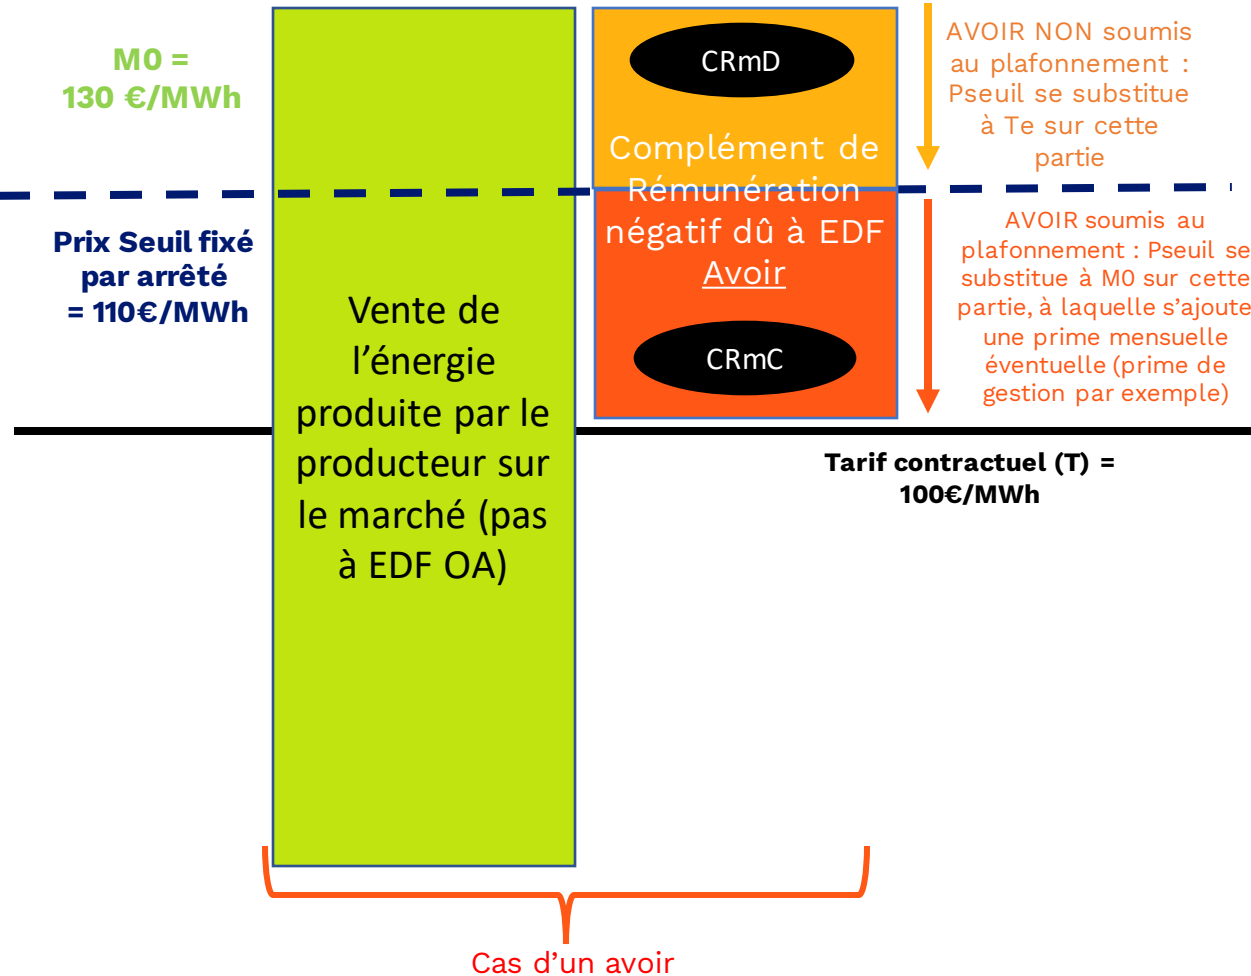 M0 =
130 €/MWh
Prix Seuil fixé
par arrêté
= 110€/MWh
Vente de
l’énergie
produite par le
producteur sur
le marché (pas
à EDF OA)
CRmD
Complément de
Rémunération
négatif dû à EDF
Avoir
CRmC
AVOIR NON soumis
au plafonnement :
Pseuil se substitue
à Te sur cette
partie
AVOIR soumis au
plafonnement : Pseuil se
substitue à M0 sur cette
partie, à laquelle s’ajoute
une prime mensuelle
éventuelle (prime de
gestion par exemple)
Tarif contractuel (T) =
100€/MWh
Cas d’un avoir